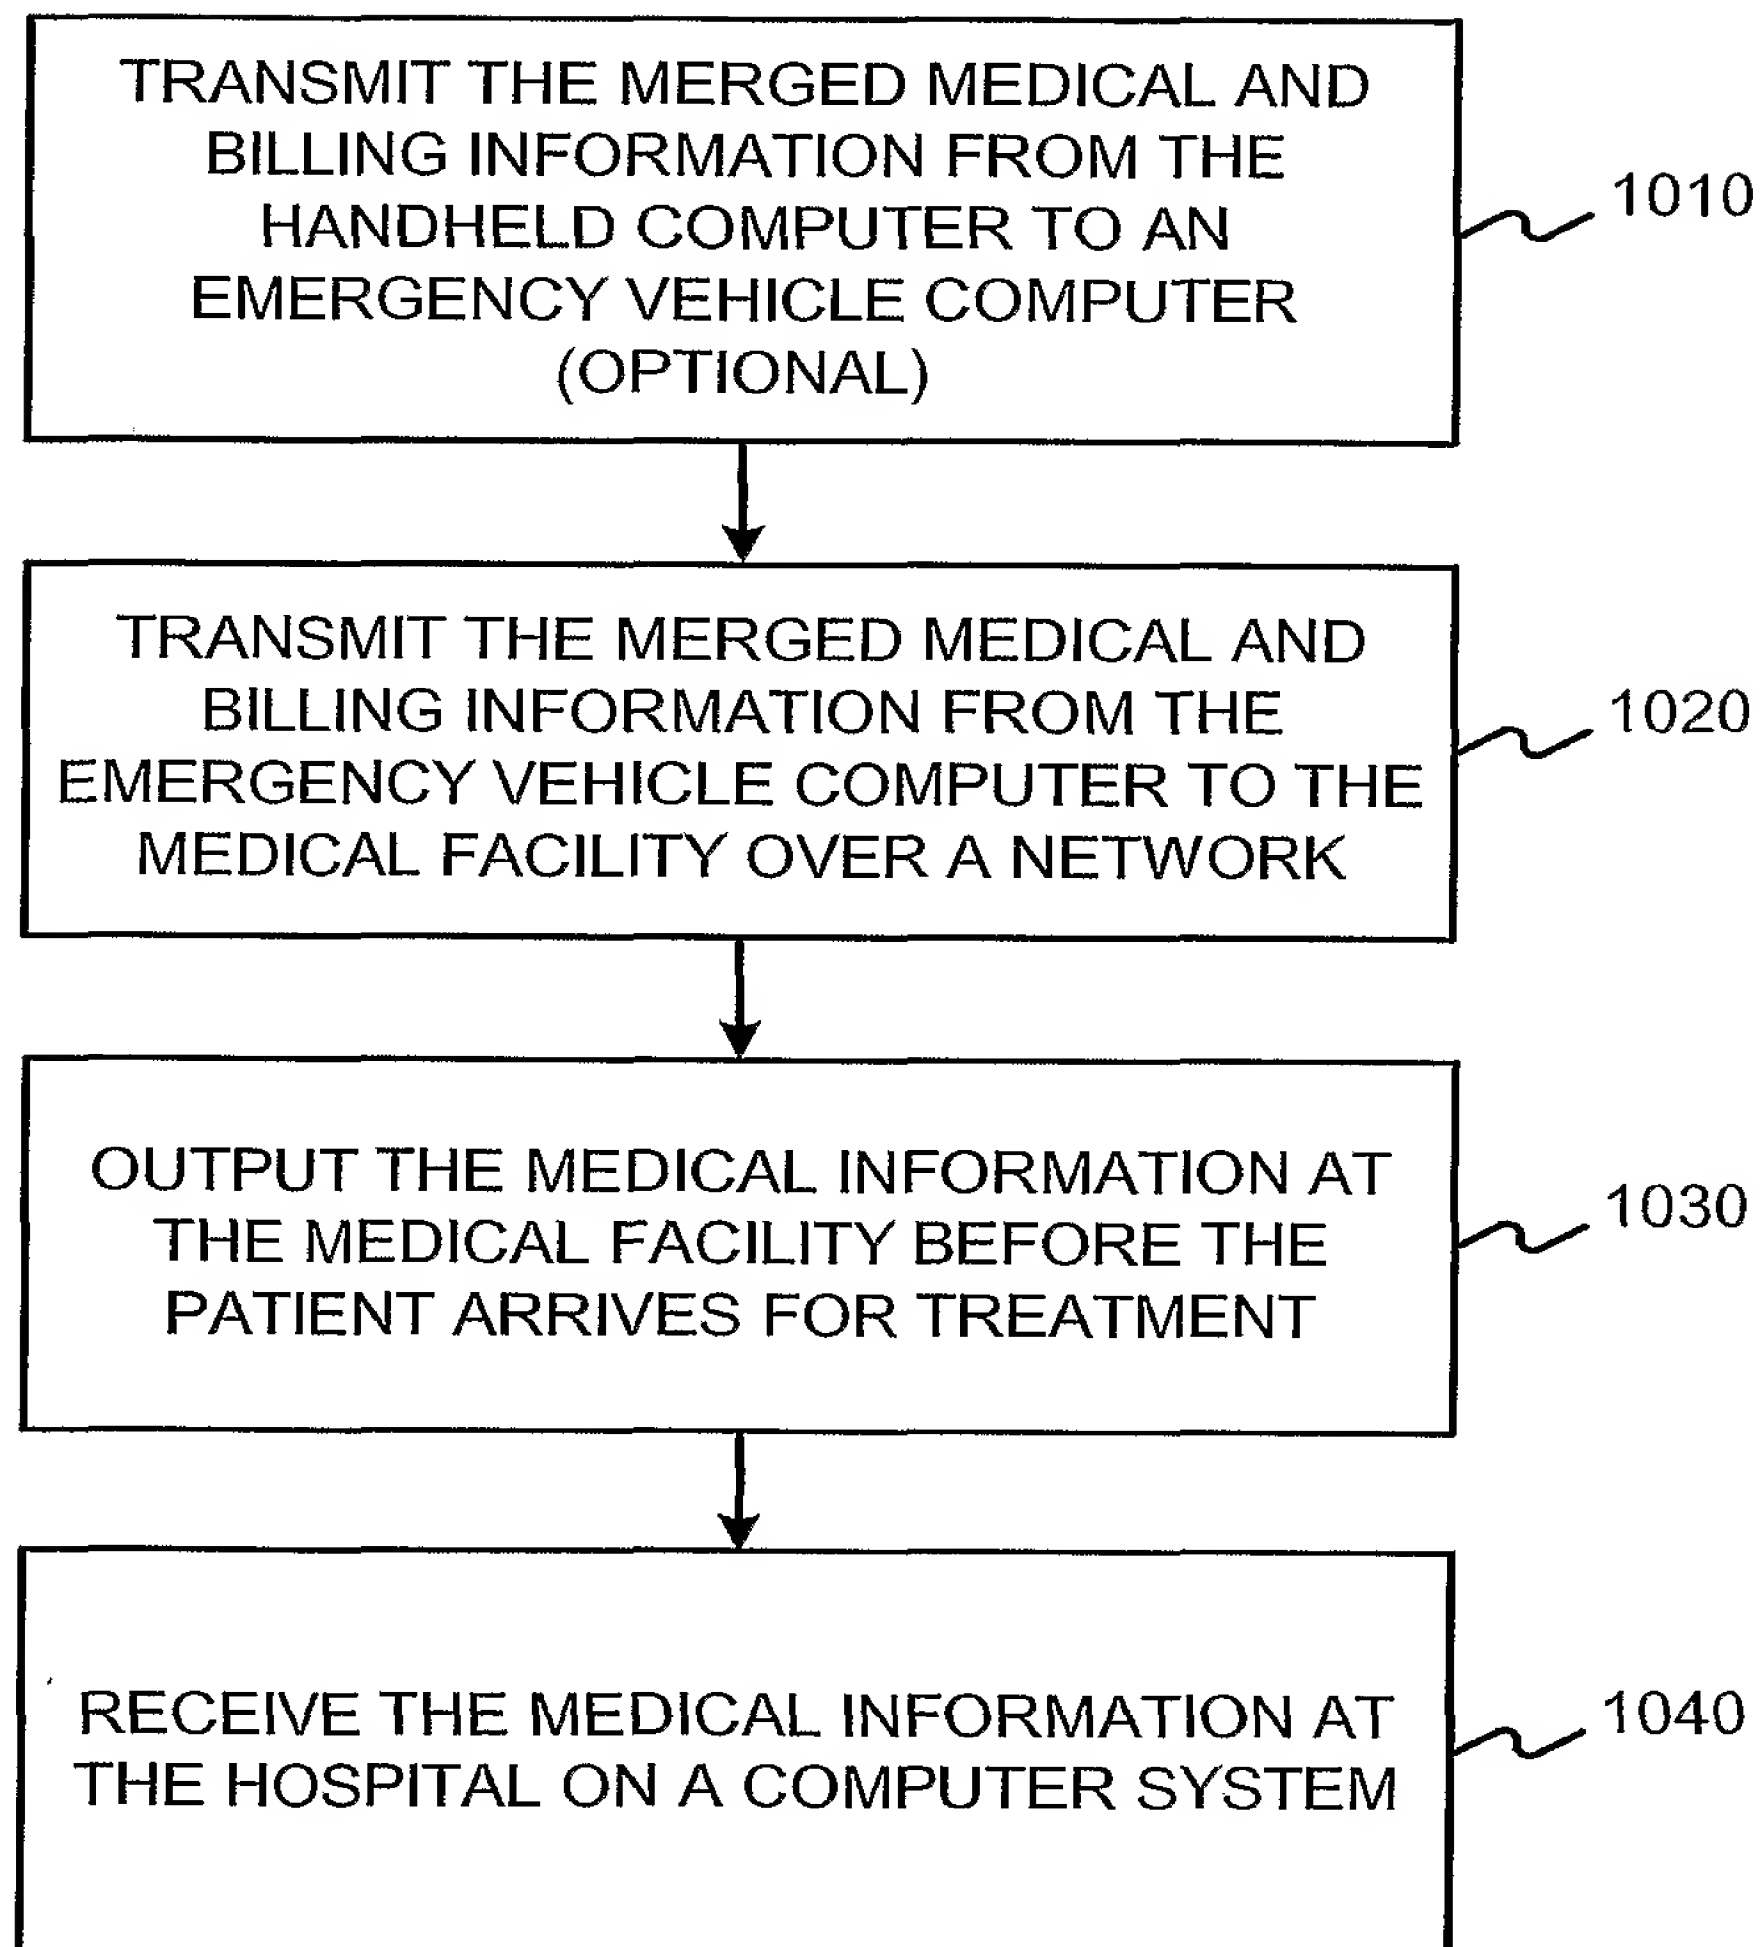 TRANSMIT THE MERGED MEDICAL AND
BILLING INFORMATION FROM THE
HANDHELD COMPUTER TO AN
EMERGENCY VEHICLE COMPUTER
(OPTIONAL)
1010
TRANSMIT THE MERGED MEDICAL AND
BILLING INFORMATION FROM THE
EMERGENCY VEHICLE COMPUTER TO THE
MEDICAL FACILITY OVER A NETWORK
1020
OUTPUT THE MEDICAL INFORMATION AT
THE MEDICAL FACILITY BEFORE THE
PATIENT ARRIVES FOR TREATMENT
1030
RECEIVE THE MEDICAL INFORMATION AT
THE HOSPITAL ON A COMPUTER SYSTEM
1040